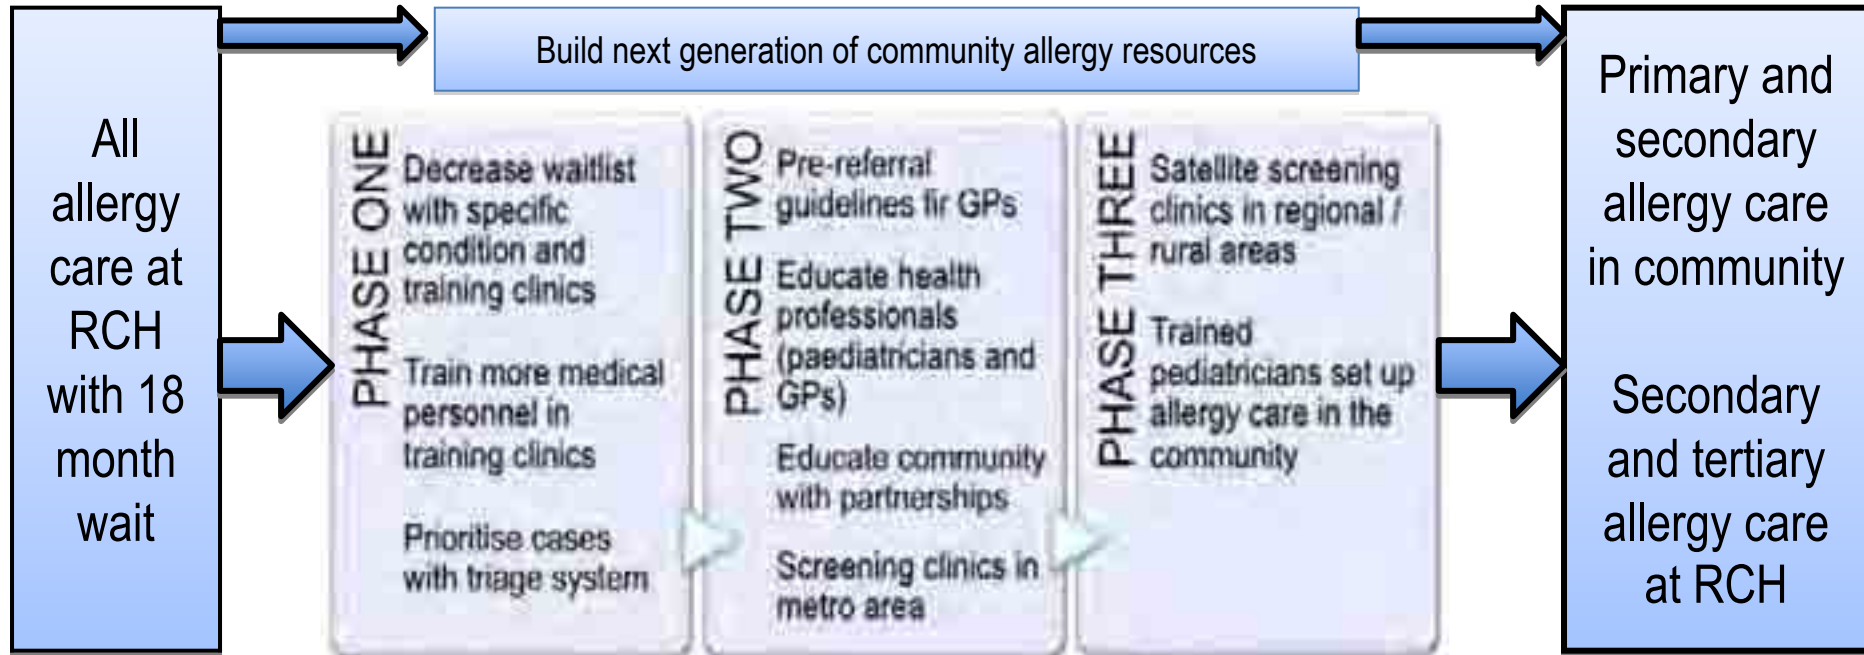 All
allergy
care at
RCH
with 18
month
wait
Build next generation of community allergy resources
PHASE ONE
Decrease waitlist
with specific
condition and
training clinics
Train more medical
personnel in
training clinics
Prioritise cases
with triage system
PHASE TWO
Pre-referral
guidelines fir GPs
Educate health
professionals
(paediatricians and
GPs)
Educate community
with partnerships
Screening clinics in
metro area
PHASE THREE
Satellite screening
clinics in regional /
rural areas
Trained
pediatricians set up
allergy care in the
community
Primary and
secondary
allergy care
in community
Secondary
and tertiary
allergy care
at RCH